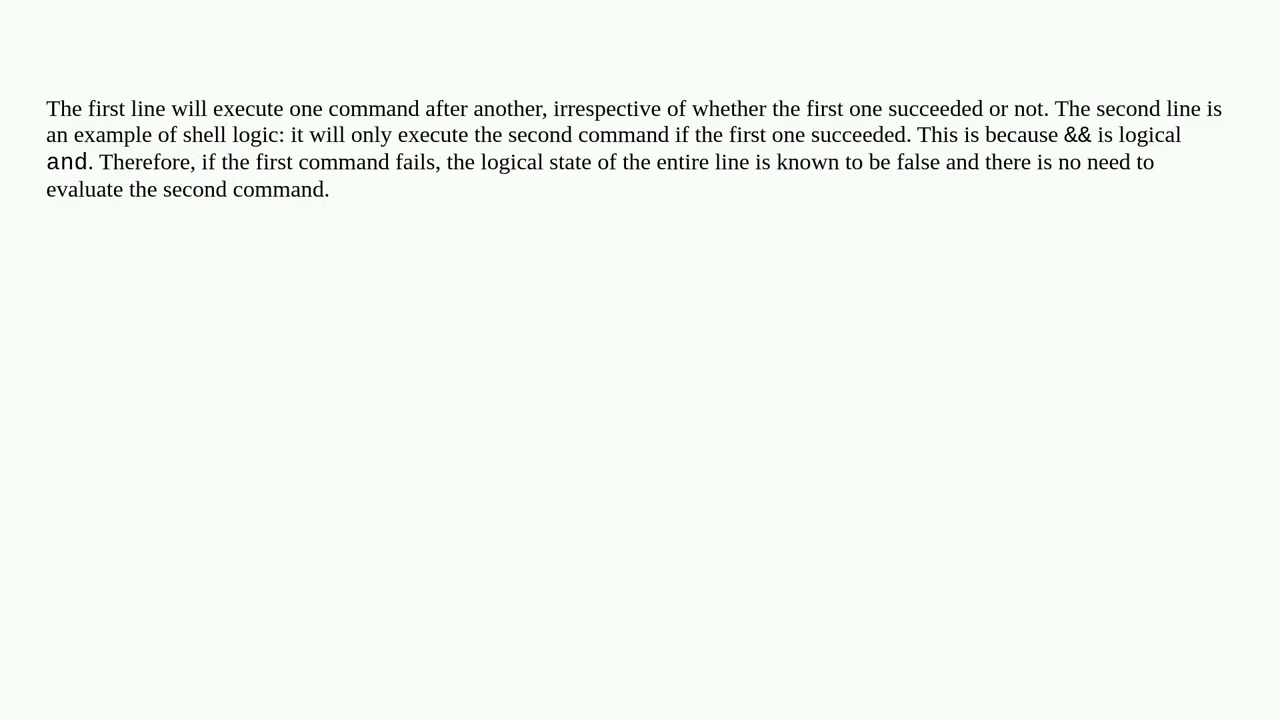 The first line will execute one command after another, irrespective of whether the first one succeeded or not. The second line is
an example of shell logic: it will only execute the second command if the first one succeeded. This is because && is logical
and. Therefore, if the first command fails, the logical state of the entire line is known to be false and there is no need to
evaluate the second command.